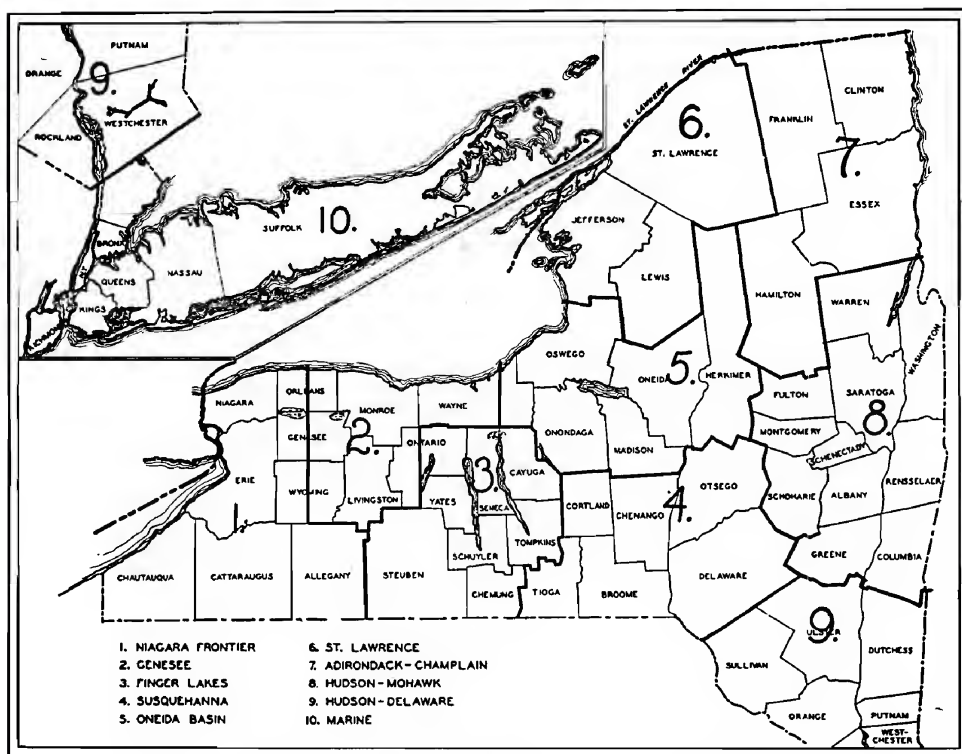 PUTNAM
ORANGE
9.
WESTCHESTER
ROCKLAND
10.
SUFFOLK
BRONX
NASSAU
QUEENS
KINGS
RICHMOND
ST. LAWRENCE RIVER
CLINTON
FRANKLIN
6.
ST. LAWRENCE
7.
ESSEX
JEFFERSON
LEWIS
HAMILTON
WARREN
WASHINGTON
OSWEGO
ONEIDA
5.
HERKIMER
FULTON
SARATOGA
8.
NIAGARA
ORLEANS
MONROE
WAYNE
MONTGOMERY
SCHENECTADY
GENESEE
2.
ONTARIO
ONONDAGA
MADISON
3.
CAYUGA
ERIE
WYOMING
LIVINGSTON
YATES
SENECA
CORTLAND
CHENANGO
4.
OTSEGO
SCHOHARIE
ALBANY
RENSSELAER
1.
TOMPKINS
SCHUYLER
GREENE
COLUMBIA
CHAUTAUQUA
CATTARAUGUS
ALLEGANY
STEUBEN
CHEMUNG
TIOGA
BROOME
DELAWARE
9.
ULSTER
DUTCHESS
SULLIVAN
ORANGE
PUTNAM
WEST-
CHESTER
1. NIAGARA FRONTIER
2. GENESEE
3. FINGER LAKES
4. SUSQUEHANNA
5. ONEIDA BASIN
6. ST. LAWRENCE
7. ADIRONDACK-CHAMPLAIN
8. HUDSON-MOHAWK
9. HUDSON-DELAWARE
10. MARINE